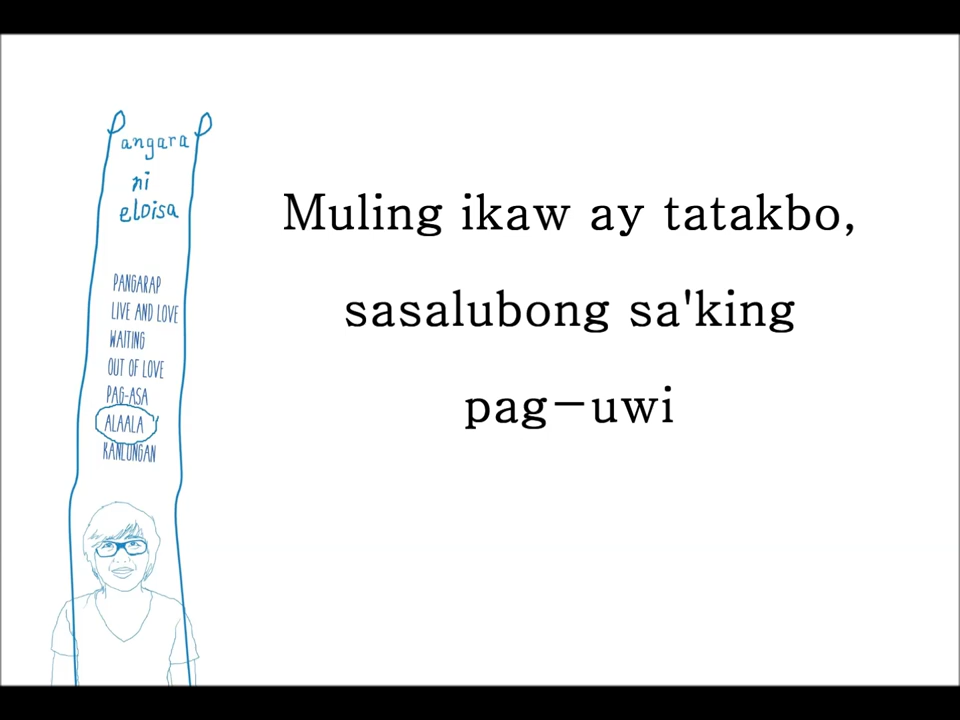 Pangarap
ni
eloisa
PANGARAP
LIVE AND LOVE
WAITING
OUT OF LOVE
PAG-ASA
ALAALA
KANLUNGAN
Muling ikaw ay tatakbo,
sasalubong sa'king
pag-uwi